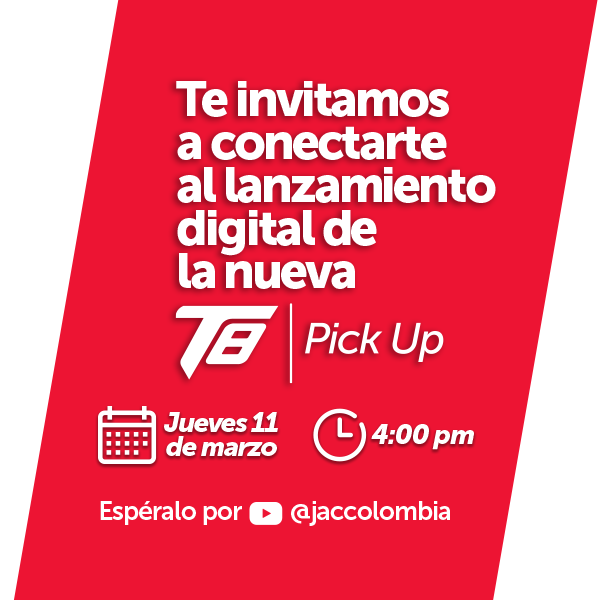 Te invitamos
a conectarte
al lanzamiento
digital de
la nueva
T8 | Pick Up
Jueves 11
de marzo
4:00 pm
Espéralo por @jaccolombia